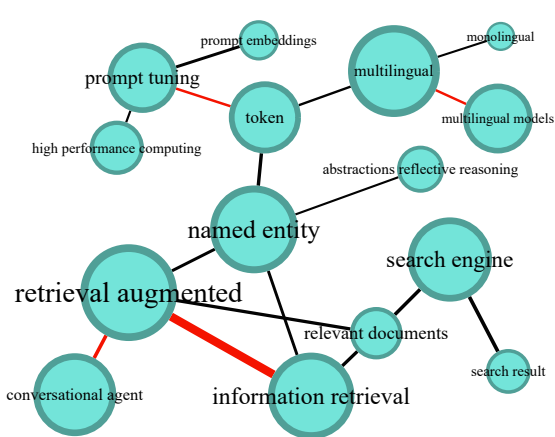 monolingual
prompt embeddings
multilingual
prompt tuning
token
multilingual models
high performance computing
abstractions reflective reasoning
named entity
search engine
retrieval augmented
relevant documents
search result
conversational agent
information retrieval